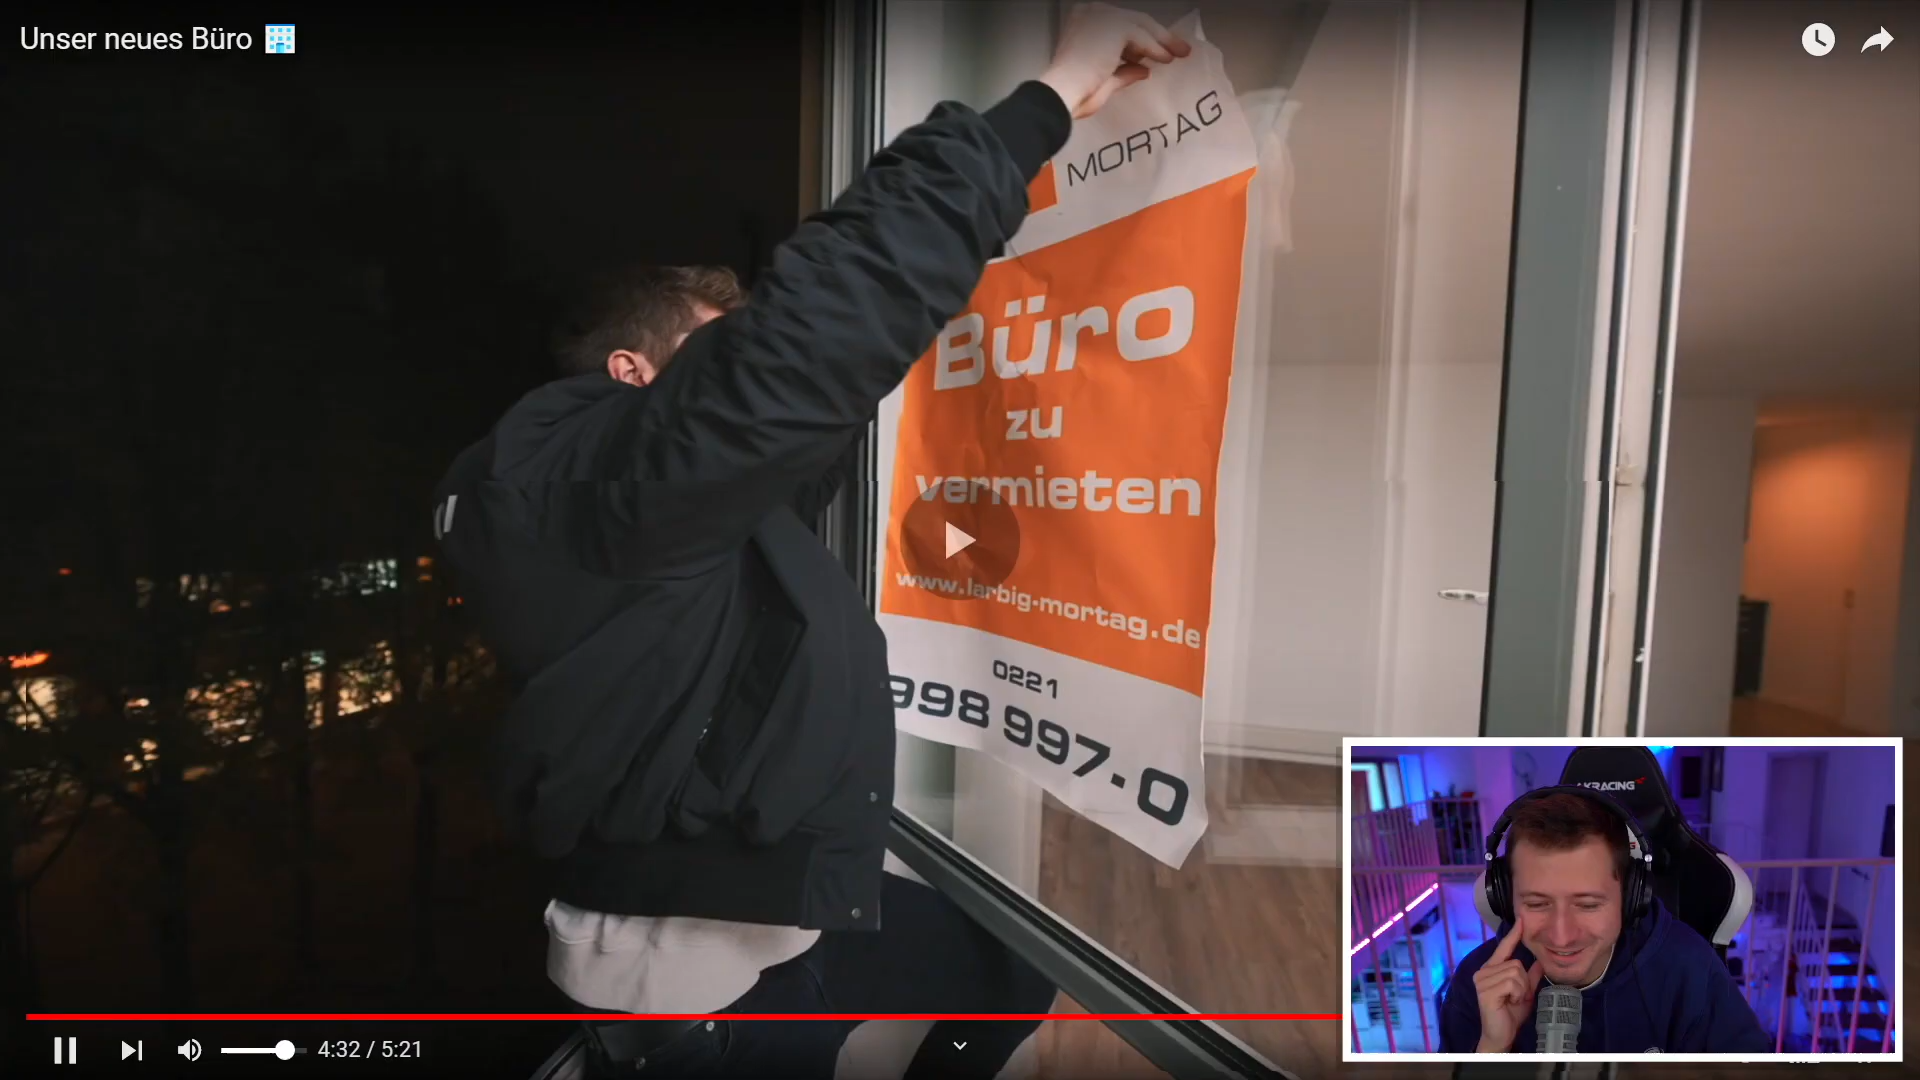 Unser neues Büro
MORTAG
Büro
zu
vermieten
www.larbig-mortag.de
0221
998 997-0
AKRACING
4:32 / 5:21